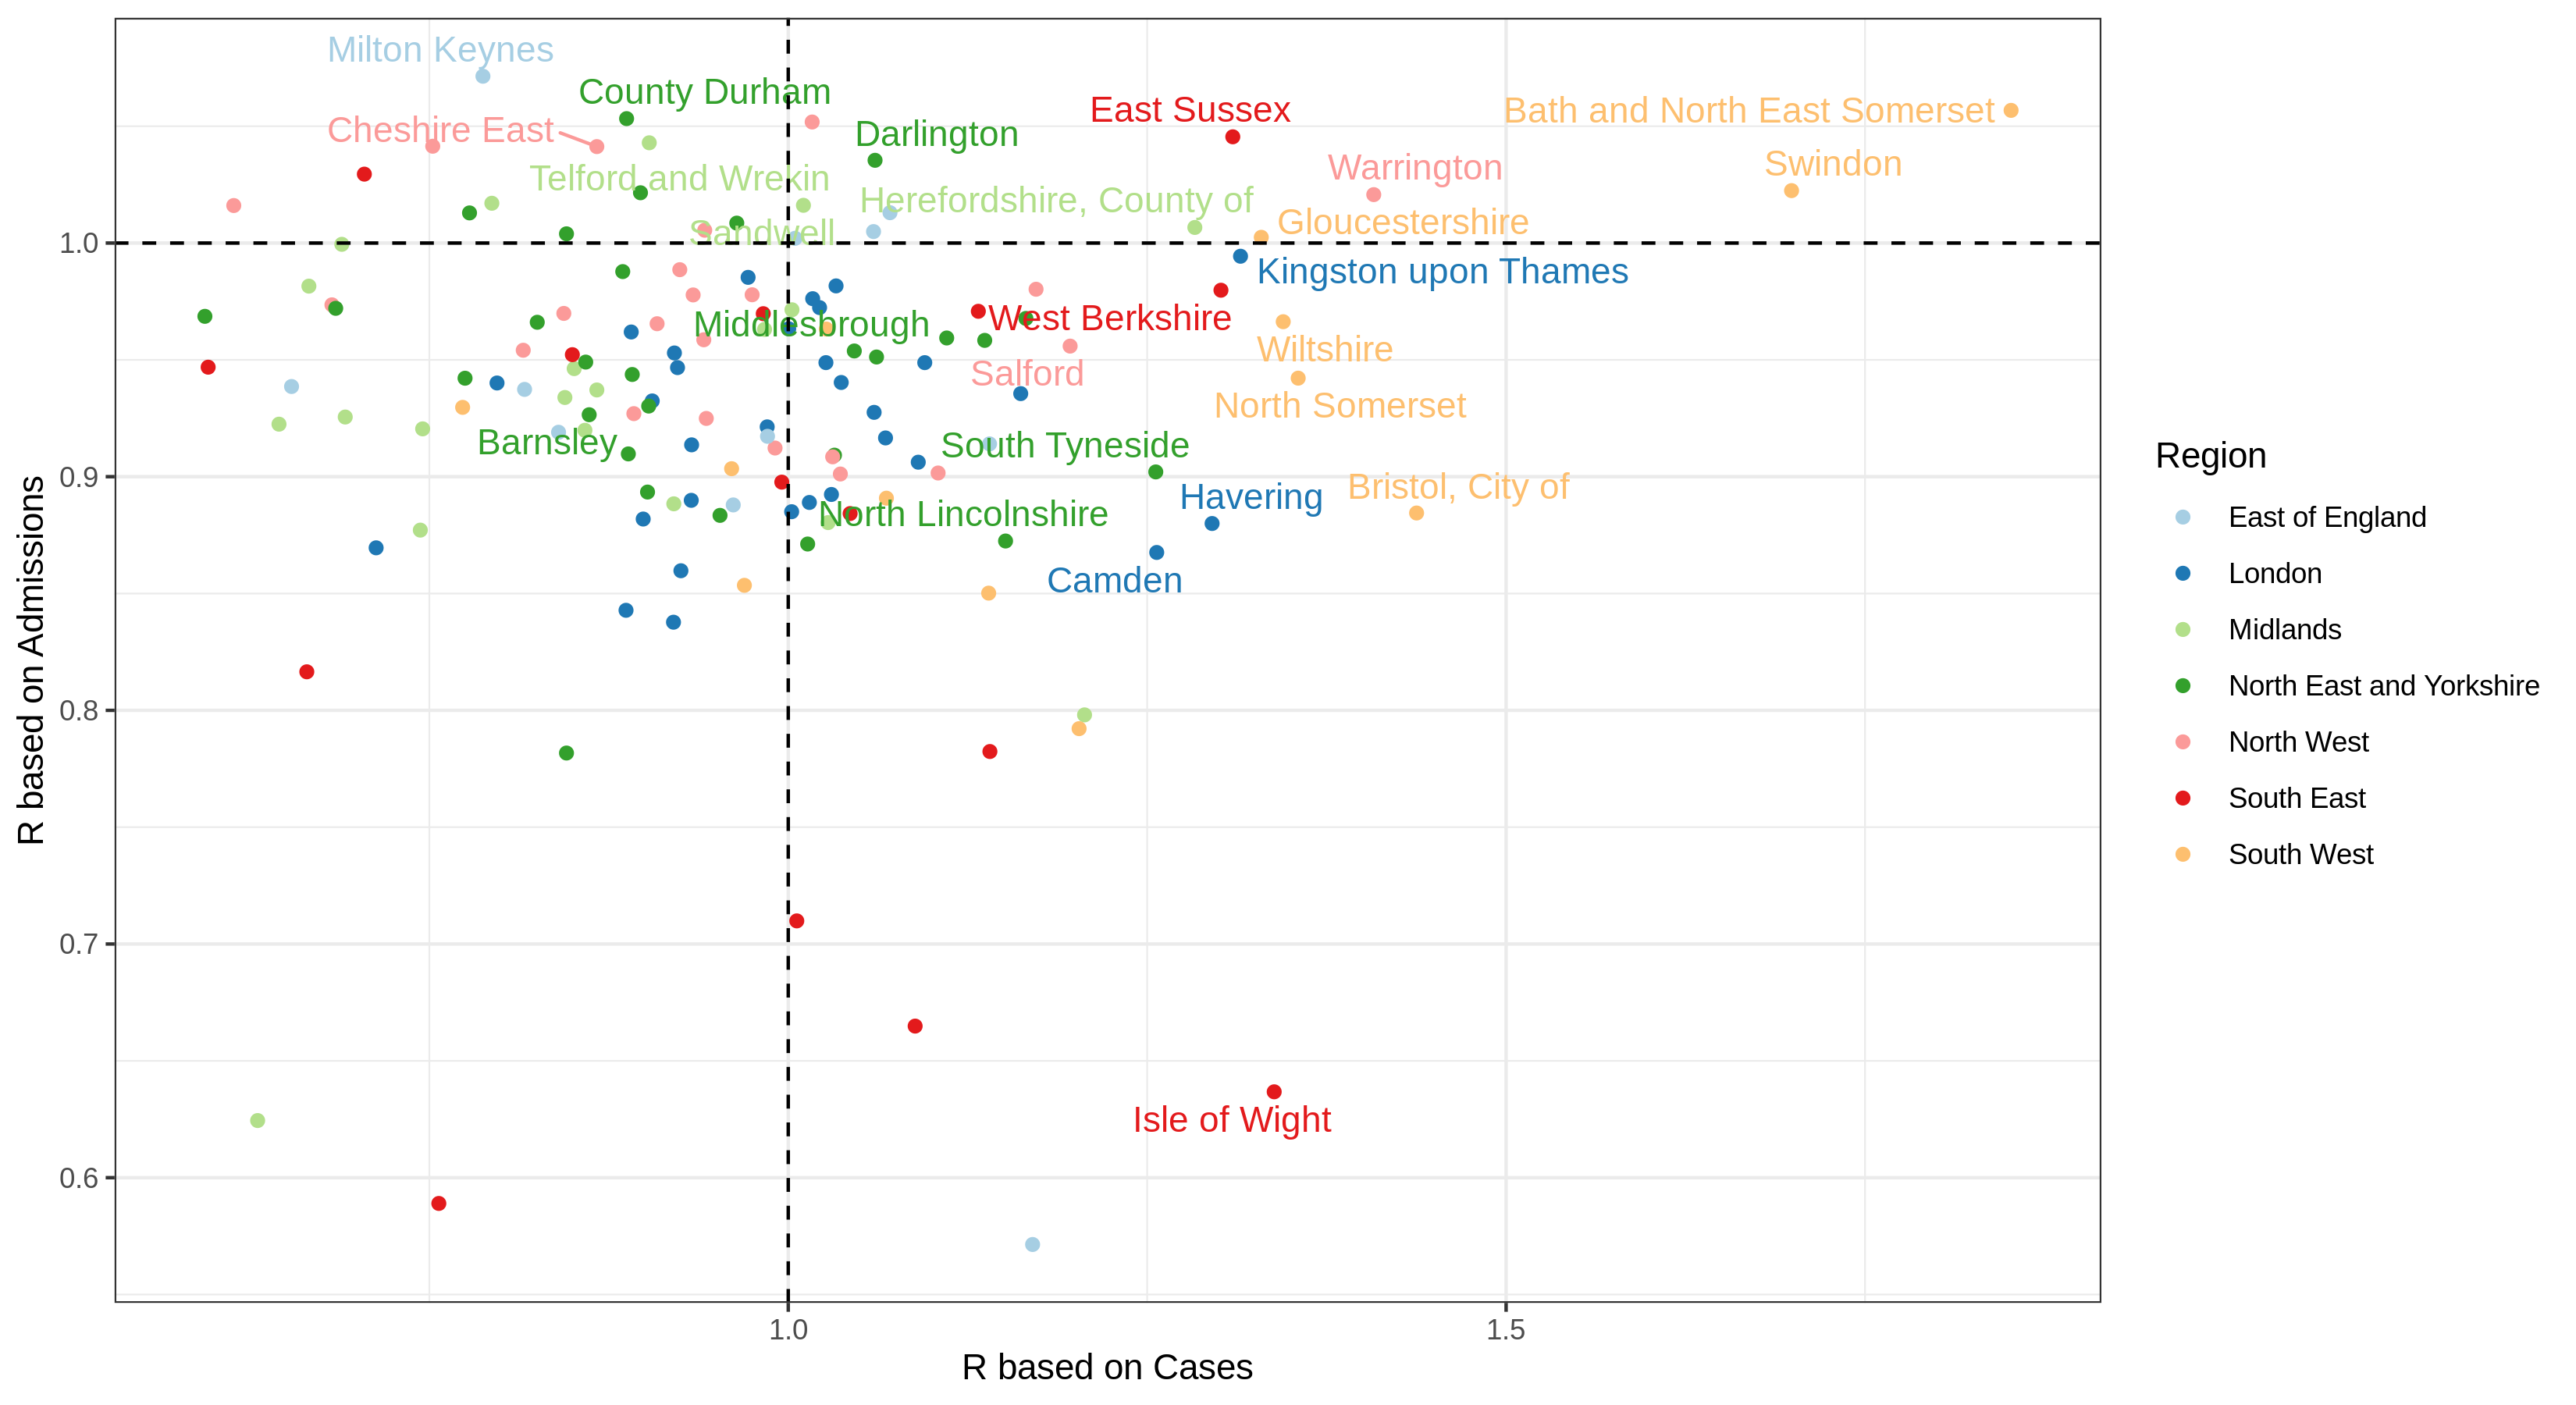 Milton Keynes
County Durham
Cheshire East
East Sussex
Bath and North East Somerset
Darlington
Warrington
Swindon
Telford and Wrekin
Herefordshire, County of
Sandwell
Gloucestershire
Kingston upon Thames
Middlesbrough
West Berkshire
Wiltshire
Salford
North Somerset
Barnsley
South Tyneside
Havering
Bristol, City of
North Lincolnshire
Camden
Isle of Wight
1.0
0.9
0.8
0.7
0.6
R based on Admissions
1.0
1.5
R based on Cases
Region
East of England
London
Midlands
North East and Yorkshire
North West
South East
South West